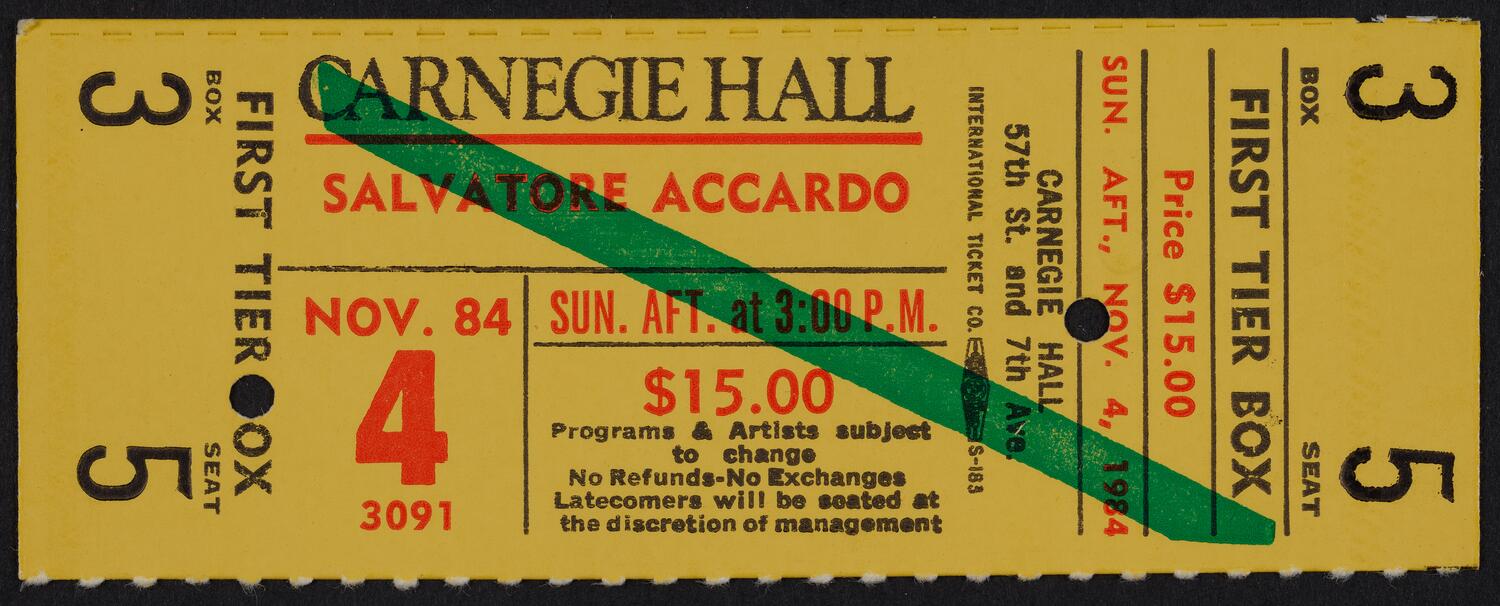 BOX
3
SEAT
5
FIRST TIER OX
CARNEGIE HALL
SALVATORE ACCARDO
NOV. 84
4
3091
SUN. AFT. at 3:00 P.M.
$15.00
Programs & Artists subject
to change
No Refunds-No Exchanges
Latecomers will be seated at
the discretion of management
INTERNATIONAL TICKET CO. S-183
CARNEGIE HALL
57th St. and 7th Ave.
SUN. AFT., NOV. 4, 1984
Price $15.00
FIRST TIER BOX
BOX
3
SEAT
5